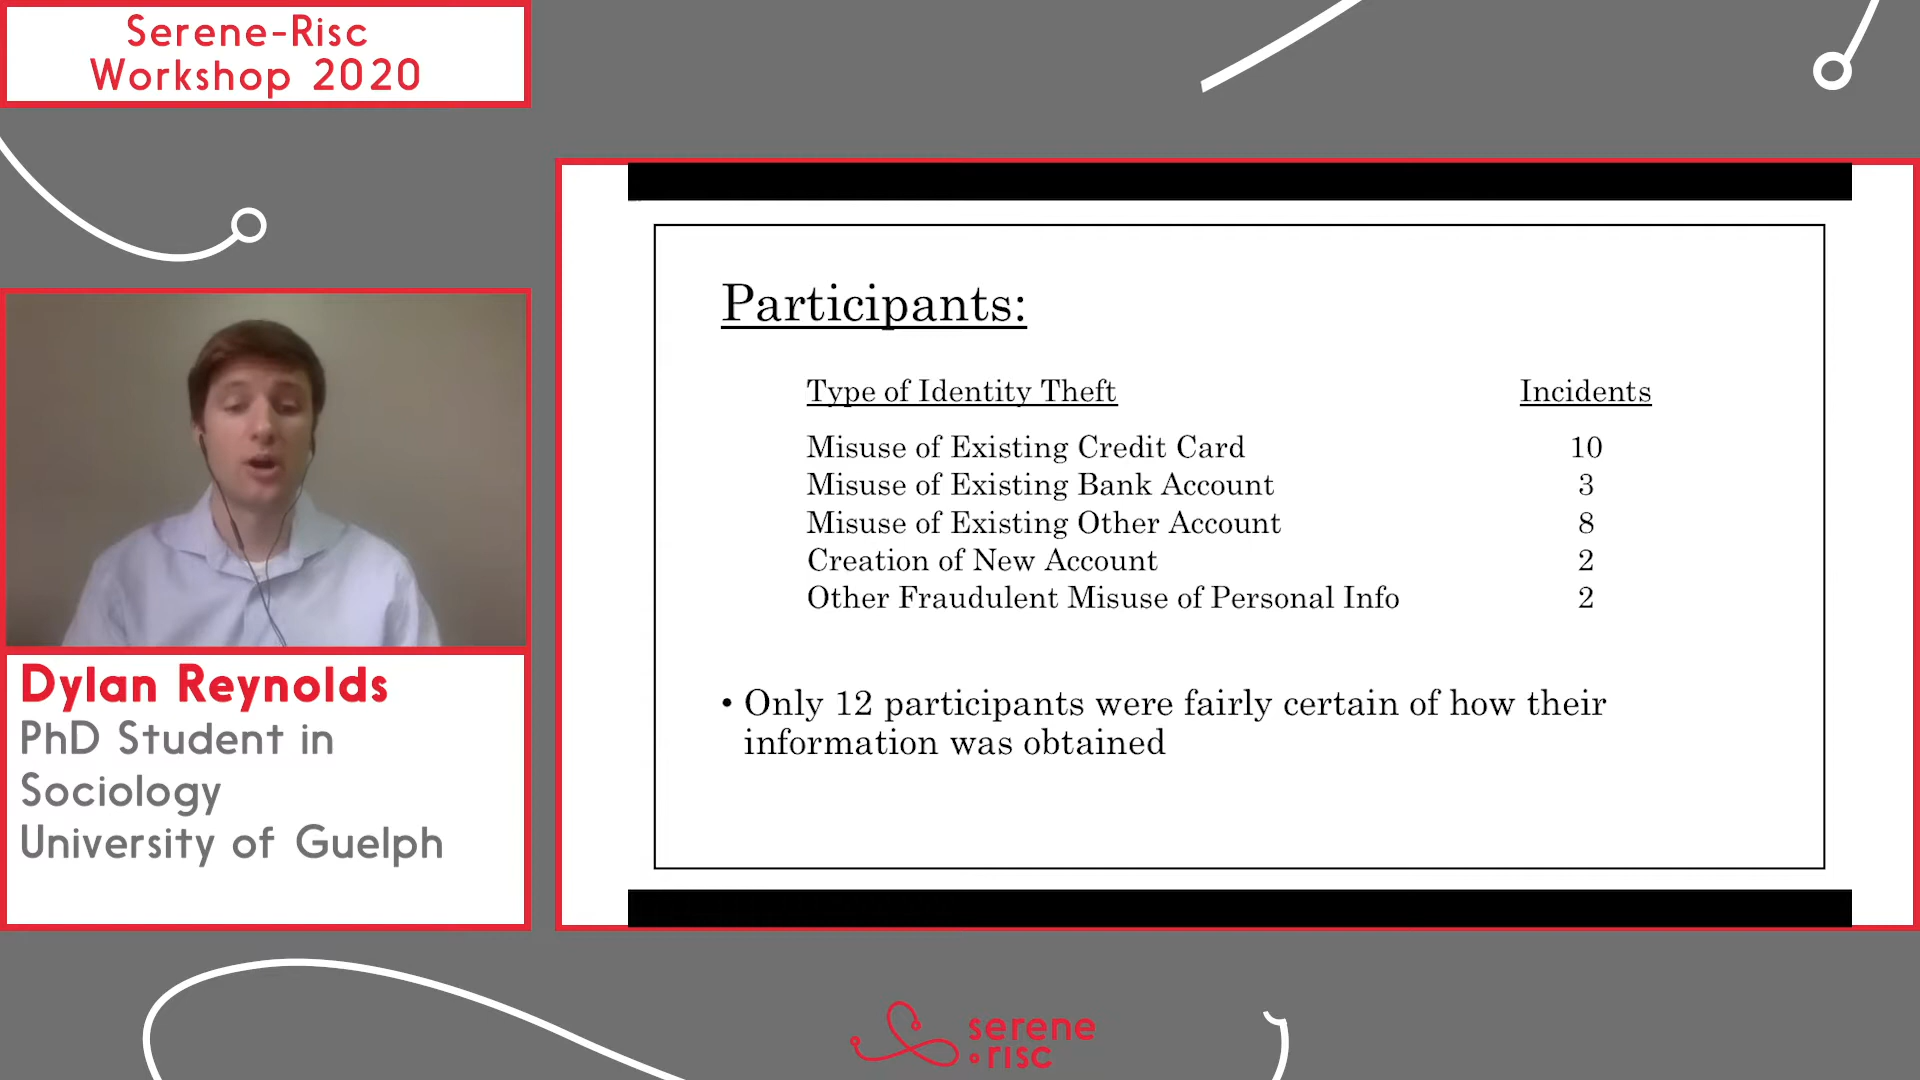 Serene-Risc
Workshop 2020
Dylan Reynolds
PhD Student in
Sociology
University of Guelph
Participants:
Type of Identity Theft Incidents
Misuse of Existing Credit Card 10
Misuse of Existing Bank Account 3
Misuse of Existing Other Account 8
Creation of New Account 2
Other Fraudulent Misuse of Personal Info 2
• Only 12 participants were fairly certain of how their
information was obtained
serene
risc